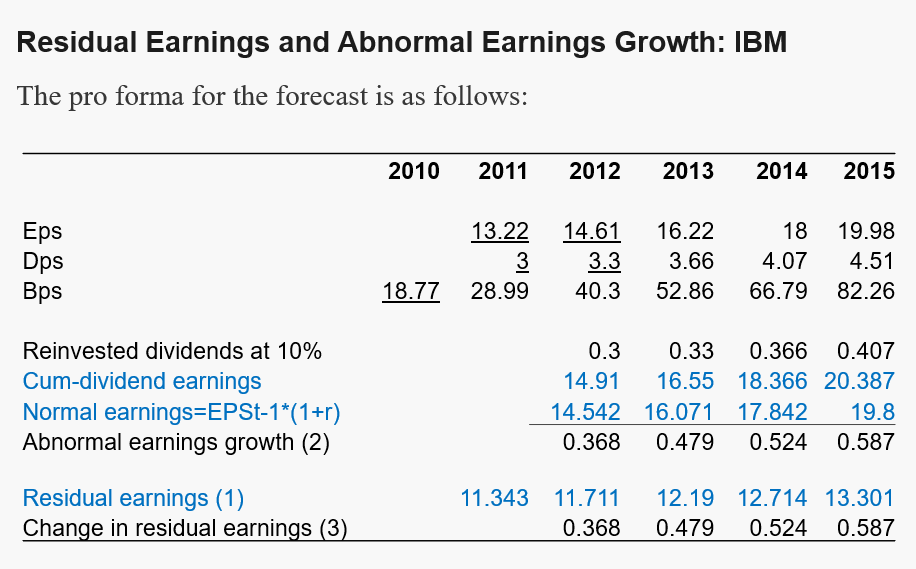 Residual Earnings and Abnormal Earnings Growth: IBM
The pro forma for the forecast is as follows:
2010 2011 2012 2013 2014 2015
Eps 13.22 14.61 16.22 18 19.98
Dps 3 3.3 3.66 4.07 4.51
Bps 18.77 28.99 40.3 52.86 66.79 82.26
Reinvested dividends at 10% 0.3 0.33 0.366 0.407
Cum-dividend earnings 14.91 16.55 18.366 20.387
Normal earnings=EPSt-1*(1+r) 14.542 16.071 17.842 19.8
Abnormal earnings growth (2) 0.368 0.479 0.524 0.587
Residual earnings (1) 11.343 11.711 12.19 12.714 13.301
Change in residual earnings (3) 0.368 0.479 0.524 0.587